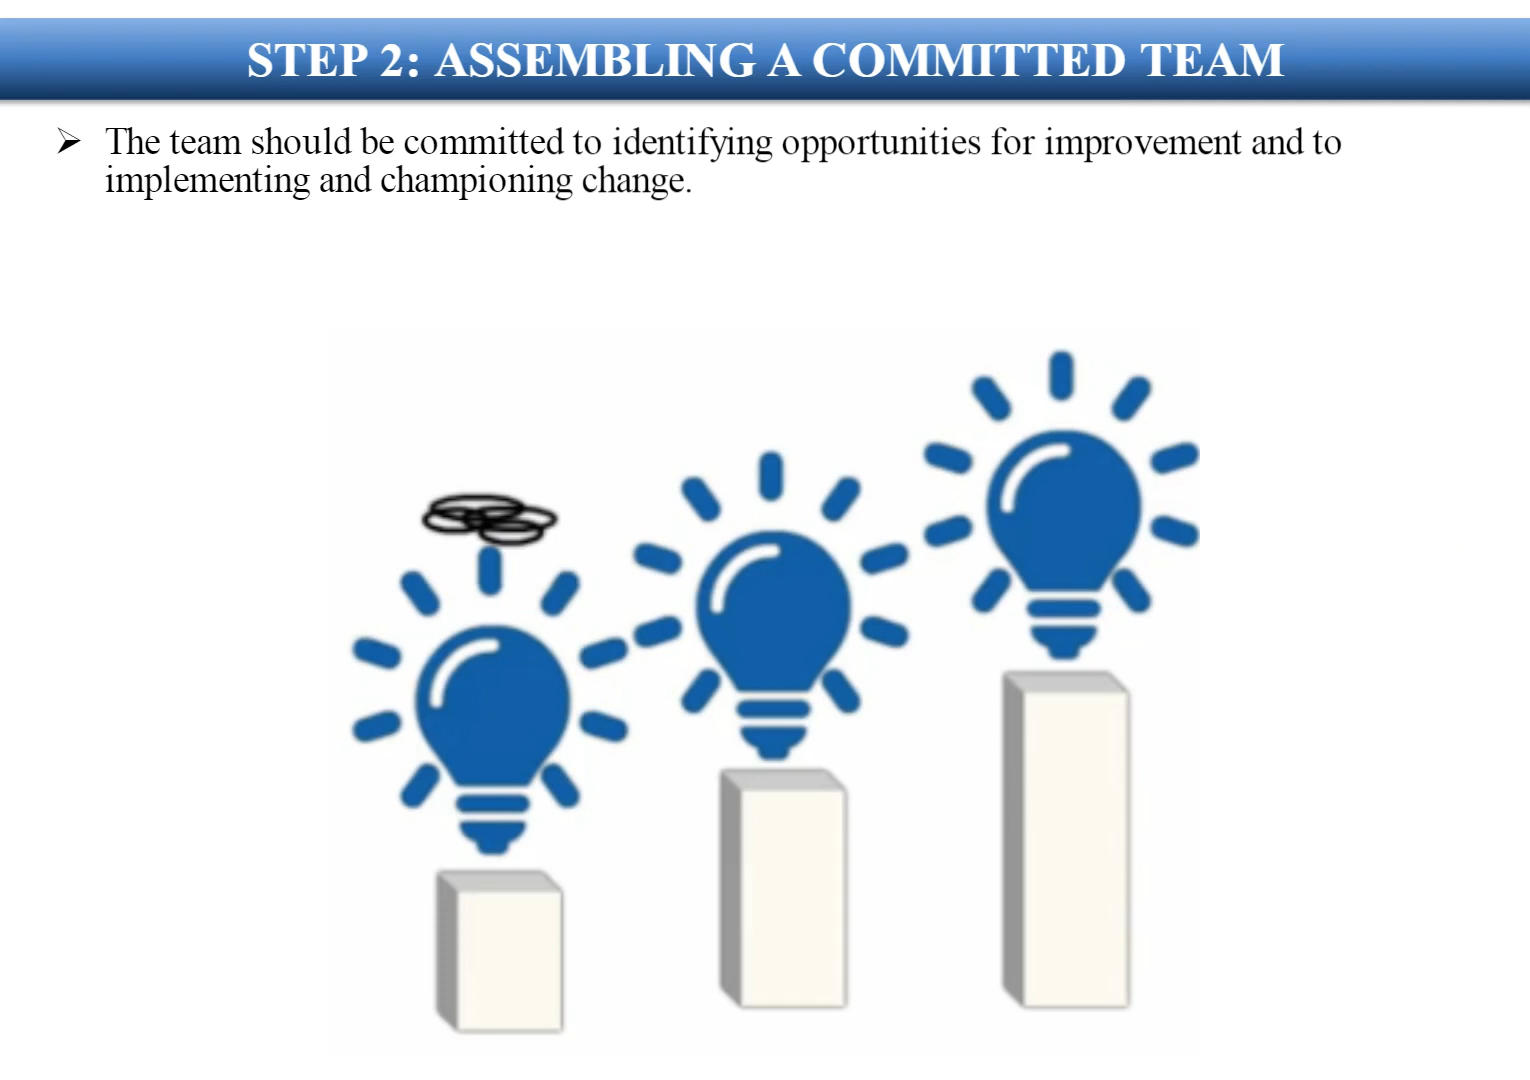 STEP 2: ASSEMBLING A COMMITTED TEAM
➢ The team should be committed to identifying opportunities for improvement and to
implementing and championing change.